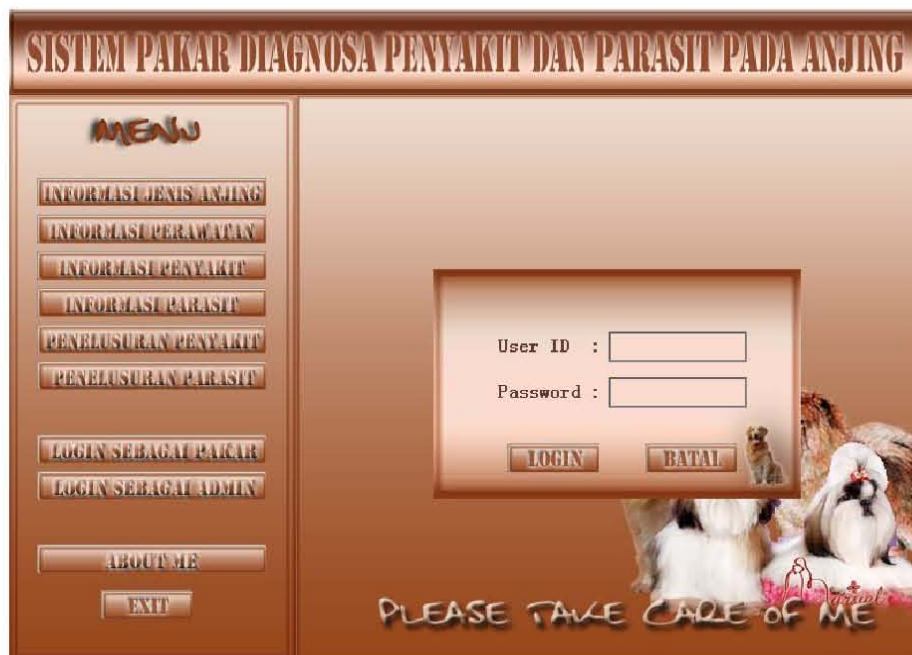 SISTEM PAKAR DIAGNOSA PENYAKIT DAN PARASIT PADA ANJING
MENU
INFORMASI JENIS ANJING
INFORMASI PERAWATAN
INFORMASI PENYAKIT
INFORMASI PARASIT
PENELUSURAN PENYAKIT
PENELUSURAN PARASIT
LOGIN SEBAGAI PAKAR
LOGIN SEBAGAI ADMIN
ABOUT ME
EXIT
User ID :
Password :
LOGIN BATAL
PLEASE TAKE CARE OF ME